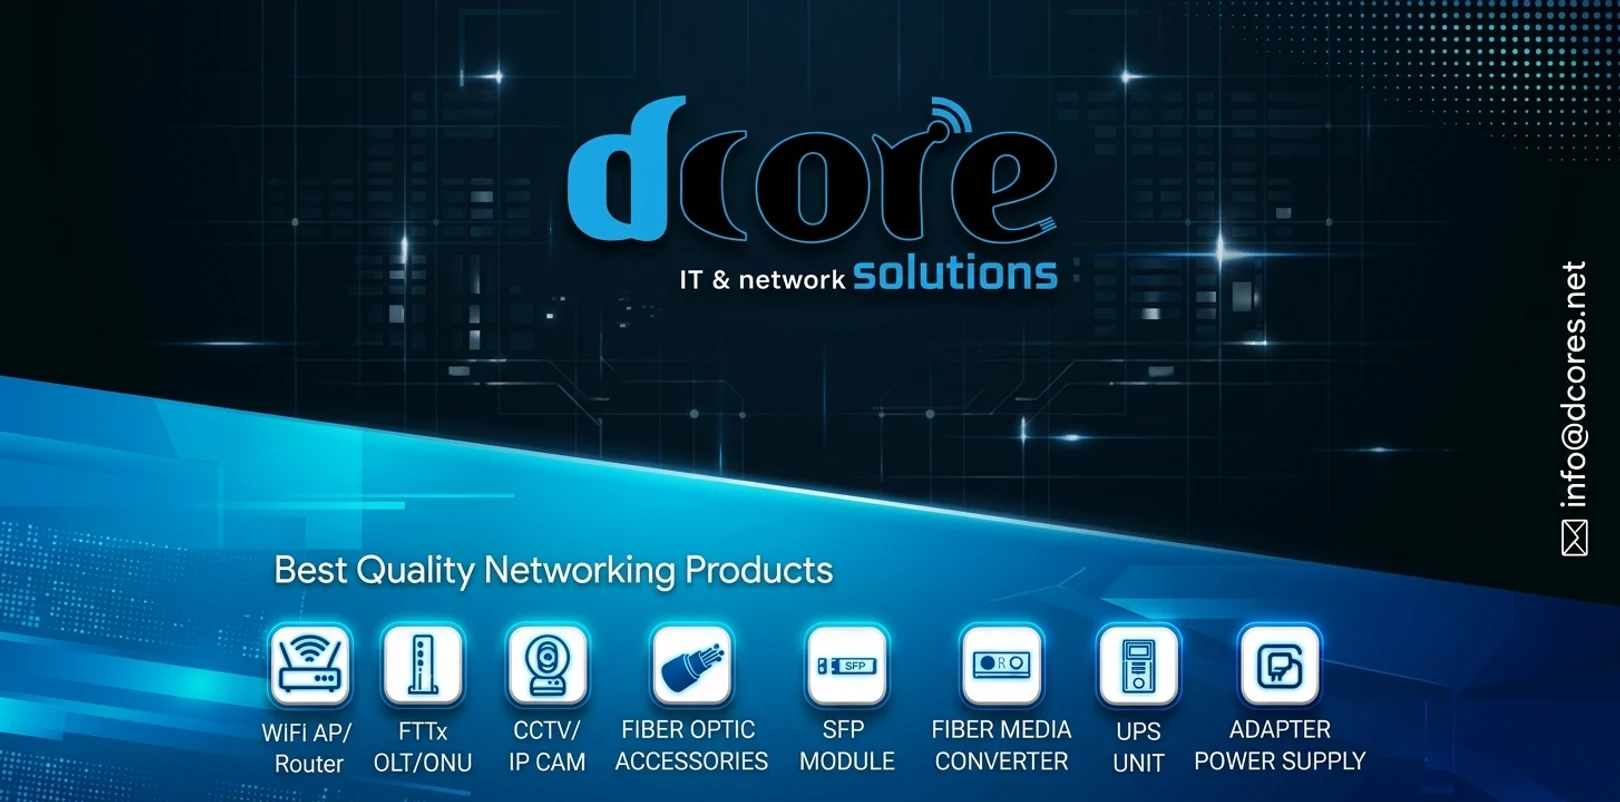 dcore
IT & network solutions
info@dcores.net
Best Quality Networking Products
SFP
R
WiFi AP/
Router
FTTx
OLT/ONU
CCTV/
IP CAM
FIBER OPTIC
ACCESSORIES
SFP
MODULE
FIBER MEDIA
CONVERTER
UPS
UNIT
ADAPTER
POWER SUPPLY